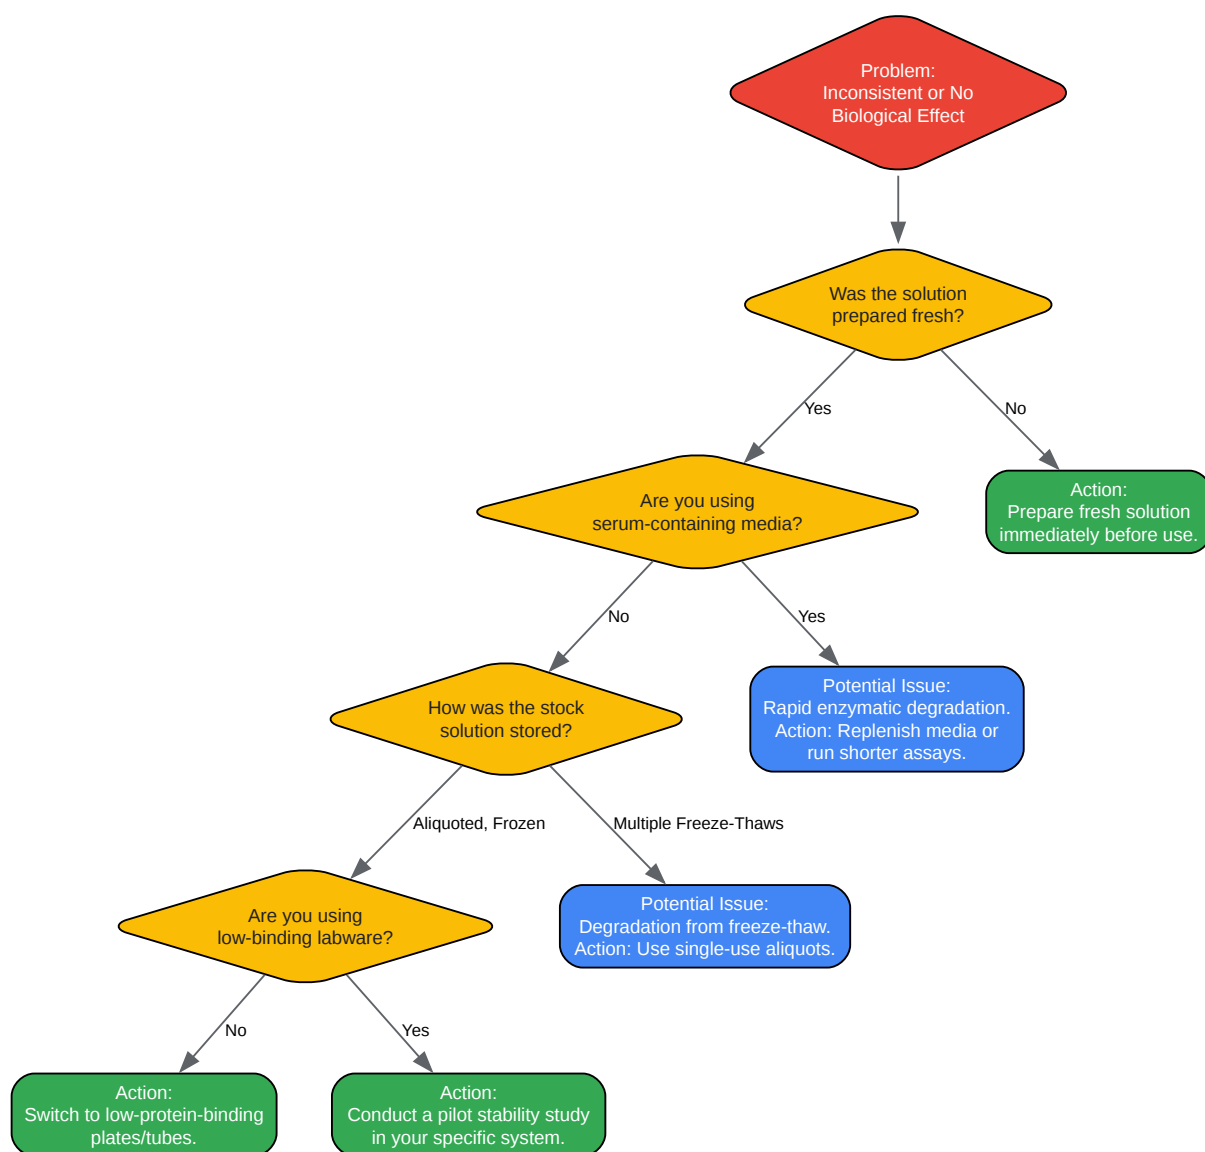 Problem:
Inconsistent or No
Biological Effect
Was the solution
prepared fresh?
Yes
No
Are you using
serum-containing media?
Action:
Prepare fresh solution
immediately before use.
No
Yes
How was the stock
solution stored?
Potential Issue:
Rapid enzymatic degradation.
Action: Replenish media or
run shorter assays.
Aliquoted, Frozen
Multiple Freeze-Thaws
Are you using
low-binding labware?
Potential Issue:
Degradation from freeze-thaw.
Action: Use single-use aliquots.
No
Yes
Action:
Switch to low-protein-binding
plates/tubes.
Action:
Conduct a pilot stability study
in your specific system.